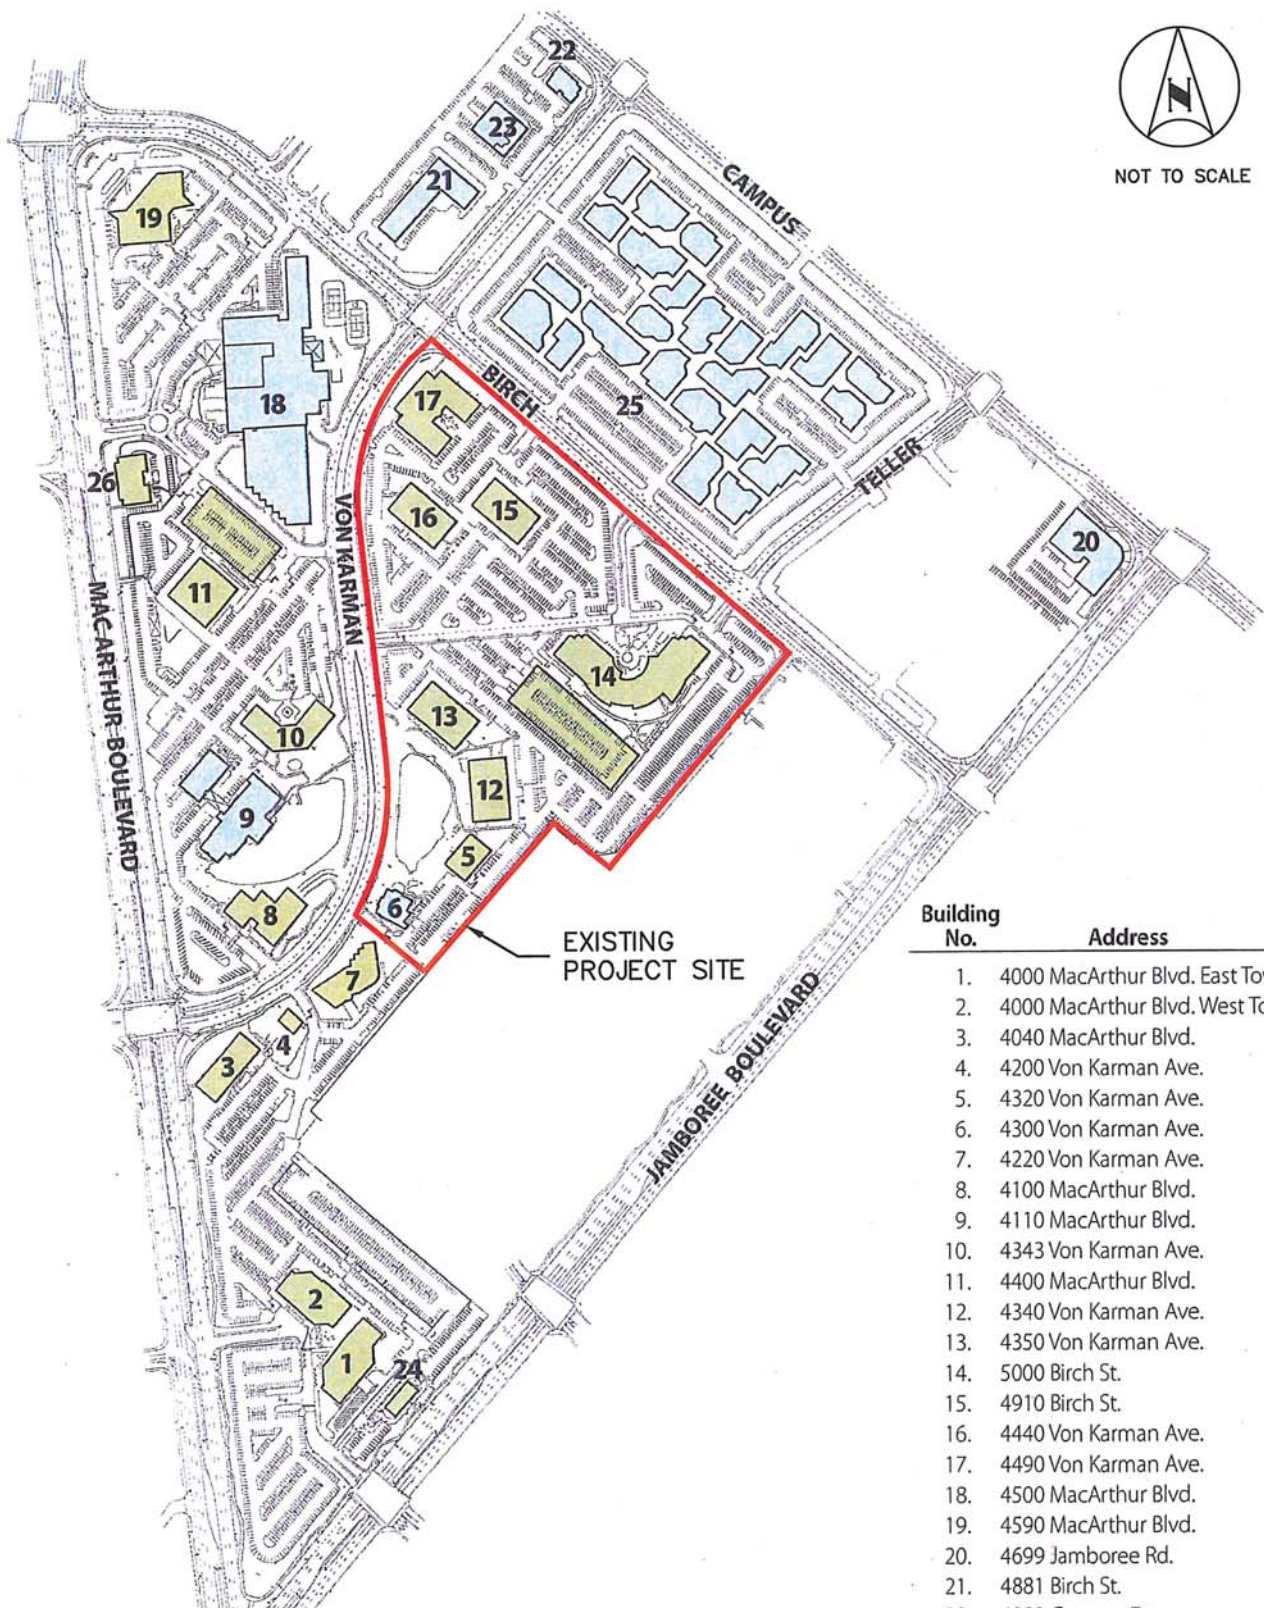 22
23
N
21
NOT TO SCALE
CAMPUS
19
BIRCH
17
18
25
TELLER
26
16
15
20
VON KARMAN
11
MAC ARTHUR BOULEVARD
14
13
10
12
9
5
6
8
EXISTING
PROJECT SITE
7
4
3
JAMBOREE BOULEVARD
2
1
24
Building
No. Address
1. 4000 MacArthur Blvd. East
2. 4000 MacArthur Blvd. West
3. 4040 MacArthur Blvd.
4. 4200 Von Karman Ave.
5. 4320 Von Karman Ave.
6. 4300 Von Karman Ave.
7. 4220 Von Karman Ave.
8. 4100 MacArthur Blvd.
9. 4110 MacArthur Blvd.
10. 4343 Von Karman Ave.
11. 4400 MacArthur Blvd.
12. 4340 Von Karman Ave.
13. 4350 Von Karman Ave.
14. 5000 Birch St.
15. 4910 Birch St.
16. 4440 Von Karman Ave.
17. 4490 Von Karman Ave.
18. 4500 MacArthur Blvd.
19. 4590 MacArthur Blvd.
20. 4699 Jamboree Rd.
21. 4881 Birch St.